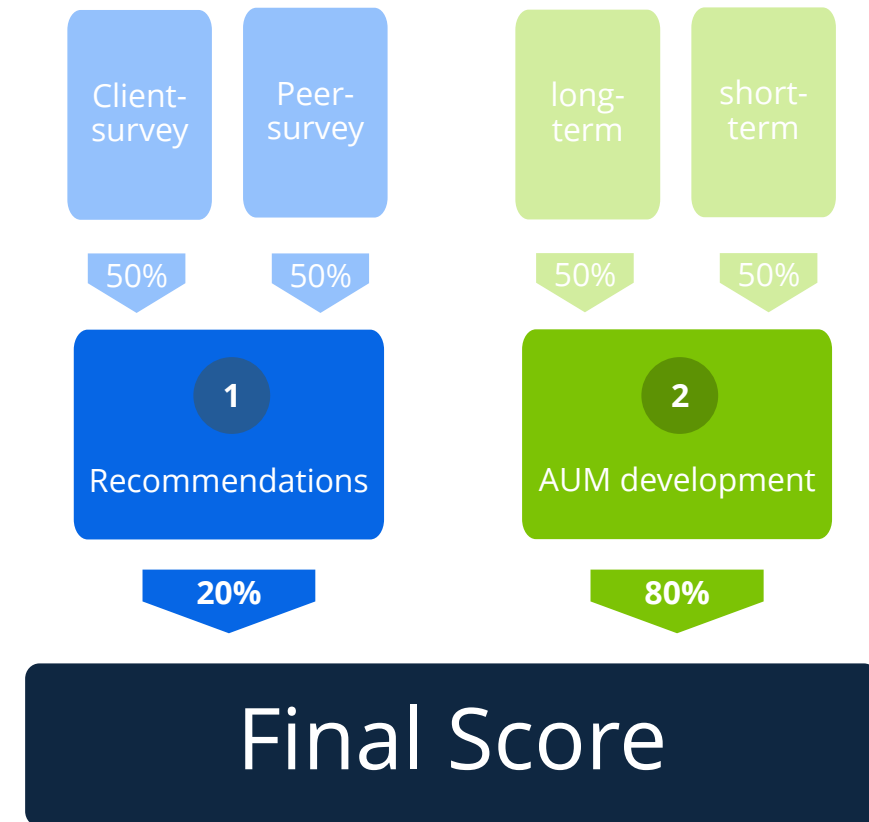 Client-
survey
Peer-
survey
long-
term
short-
term
50%
50%
50%
50%
1
2
Recommendations
AUM development
20%
80%
Final Score